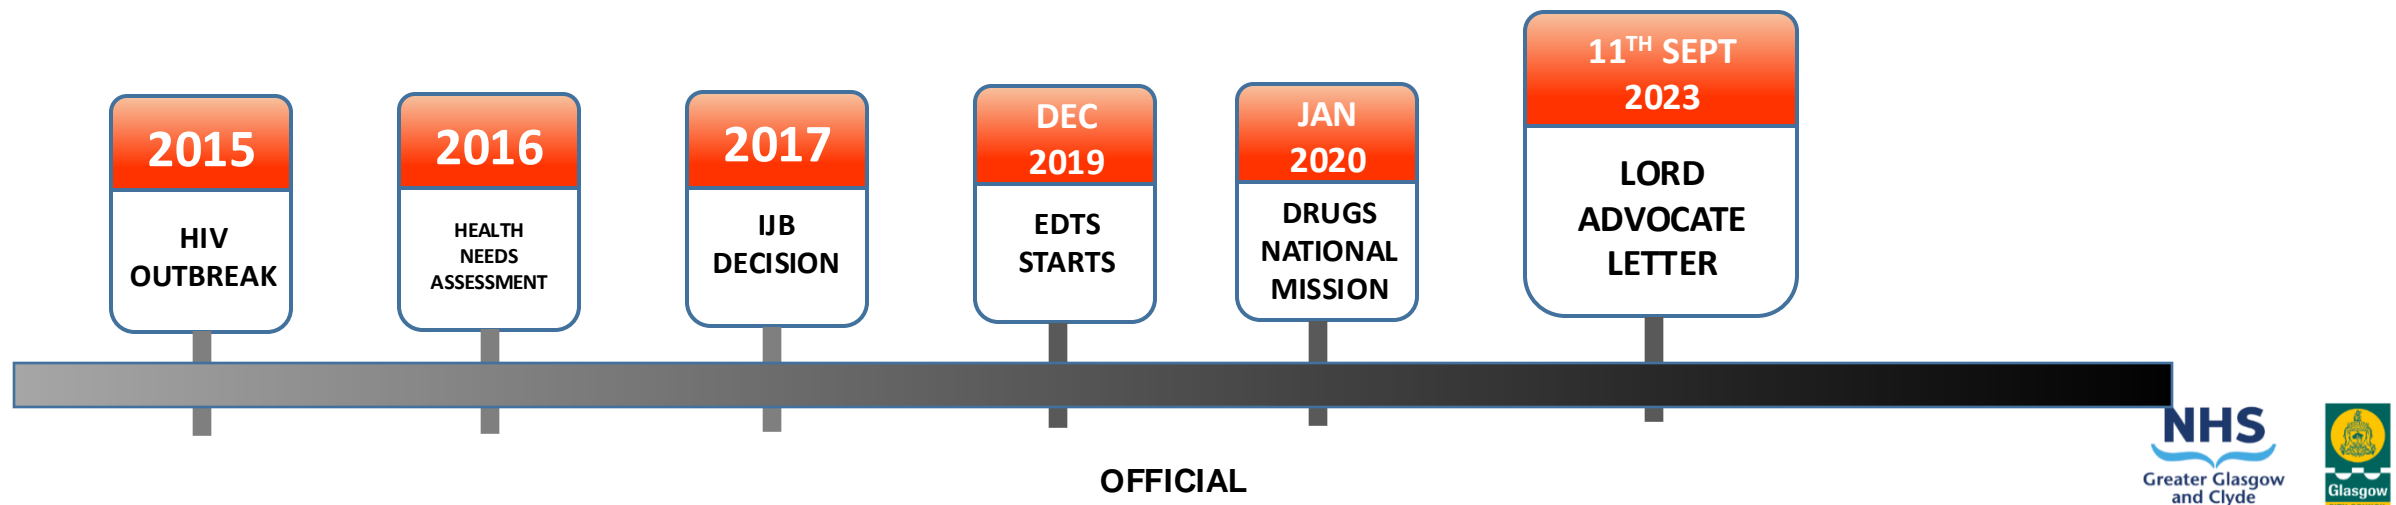 2015
HIV
OUTBREAK
2016
HEALTH
NEEDS
ASSESSMENT
2017
IJB
DECISION
DEC
2019
EDTS
STARTS
JAN
2020
DRUGS
NATIONAL
MISSION
11TH SEPT
2023
LORD
ADVOCATE
LETTER
OFFICIAL
NHS
Greater Glasgow
and Clyde
Glasgow